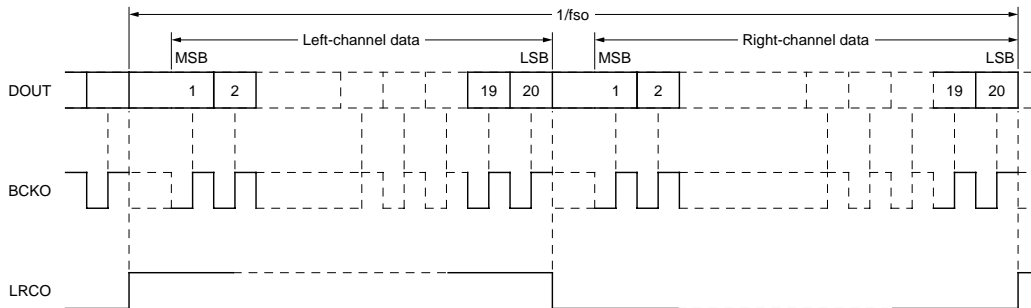 1/fso
Left-channel data Right-channel data
MSB LSB MSB LSB
DOUT 1 2 19 20 1 2 19 20
BCKO
LRCO